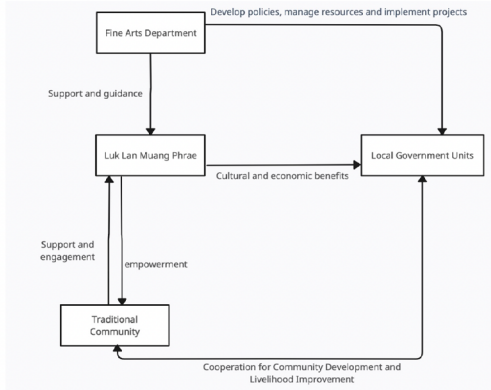 Develop policies, manage resources and implement projects
Fine Arts Department
Support and guidance
Luk Lan Muang Phrae
Local Government Units
Cultural and economic benefits
Support and
engagement
empowerment
Traditional
Community
Cooperation for Community Development and
Livelihood Improvement